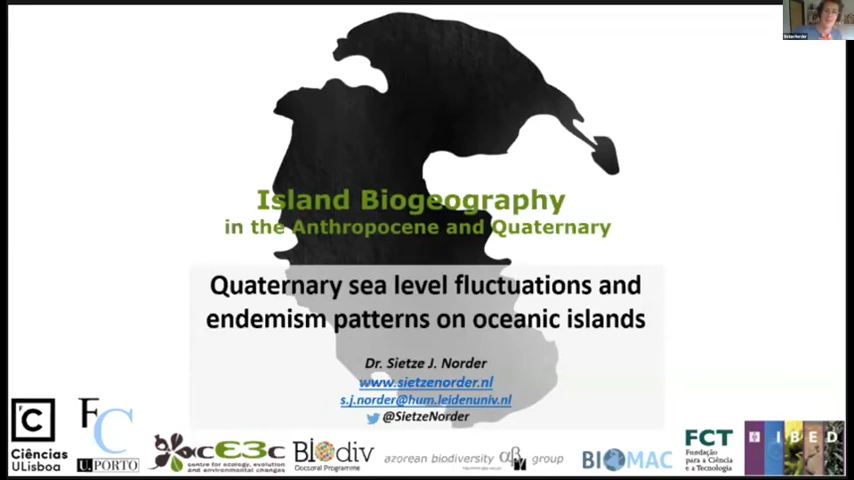 Sietze Norder
Island Biogeography
in the Anthropocene and Quaternary
Quaternary sea level fluctuations and
endemism patterns on oceanic islands
Dr. Sietze J. Norder
www.sietzenorder.nl
s.j.norder@hum.leidenuniv.nl
@SietzeNorder
Ciências
ULisboa
FC
U.PORTO
cE3c
centre for ecology, evolution
and environmental changes
Biodiv
Doctoral Programme
azorean biodiversity group
BIOMAC
FCT
Fundação
para a Ciência
e a Tecnologia
IBED